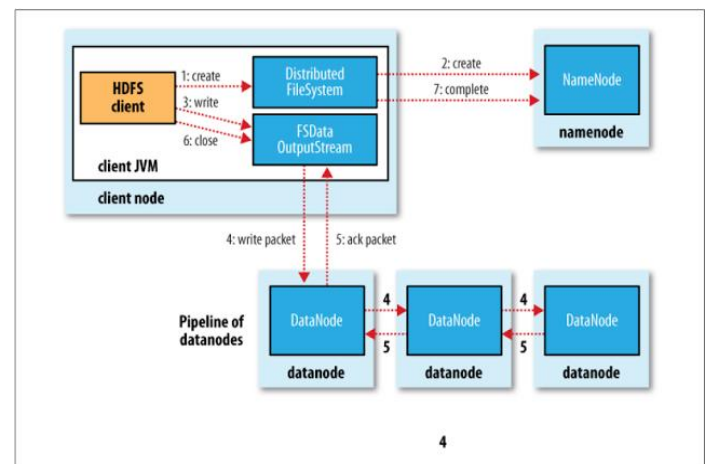 HDFS
client
1: create
3: write
6: close
Distributed
FileSystem
FSData
OutputStream
client JVM
client node
2: create
7: complete
NameNode
namenode
4: write packet
5: ack packet
Pipeline of
datanodes
DataNode
datanode
4
5
DataNode
datanode
4
5
DataNode
datanode
4